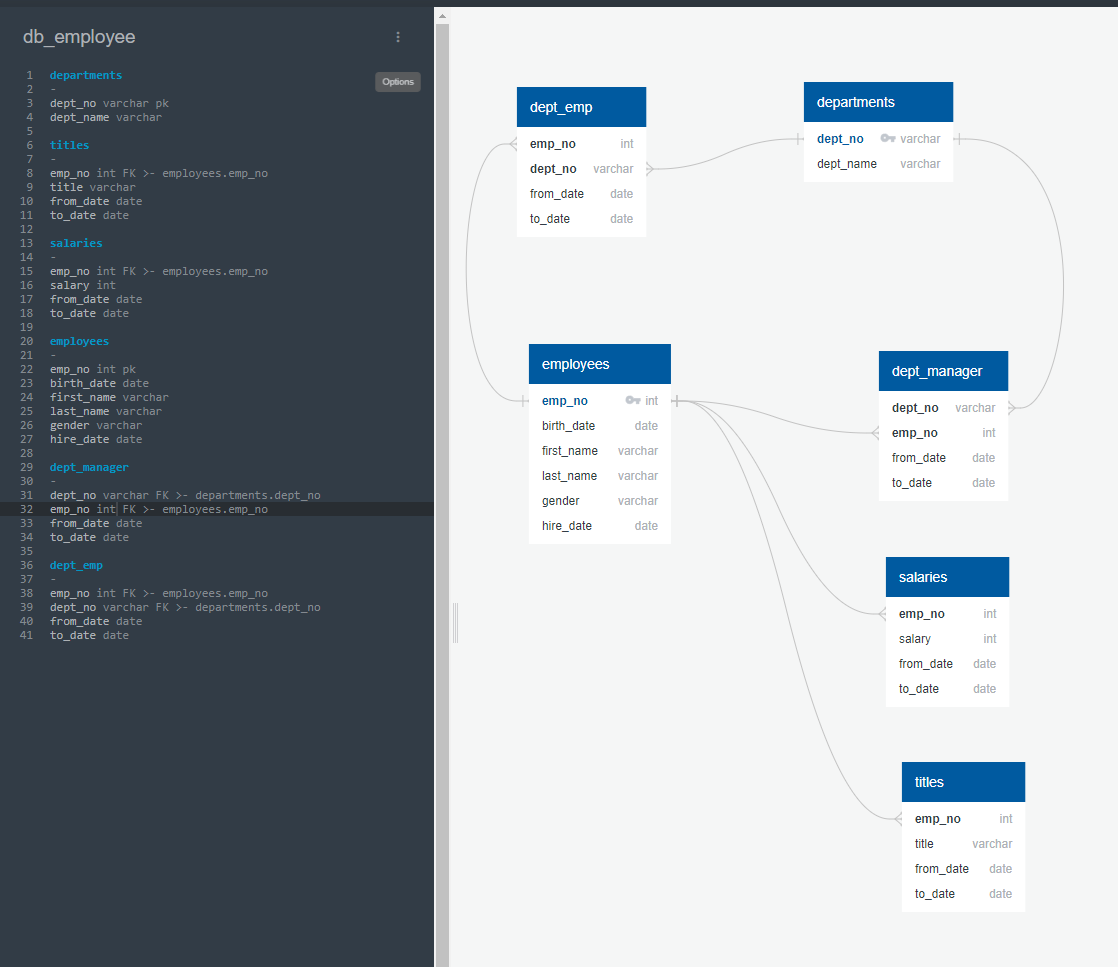 db_employee
Options
1 departments
2 -
3 dept_no varchar pk
4 dept_name varchar
5
6 titles
7 -
8 emp_no int FK >- employees.emp_no
9 title varchar
10 from_date date
11 to_date date
12
13 salaries
14 -
15 emp_no int FK >- employees.emp_no
16 salary int
17 from_date date
18 to_date date
19
20 employees
21 -
22 emp_no int pk
23 birth_date date
24 first_name varchar
25 last_name varchar
26 gender varchar
27 hire_date date
28
29 dept_manager
30 -
31 dept_no varchar FK >- departments.dept_no
32 emp_no int FK >- employees.emp_no
33 from_date date
34 to_date date
35
36 dept_emp
37 -
38 emp_no int FK >- employees.emp_no
39 dept_no varchar FK >- departments.dept_no
40 from_date date
41 to_date date
dept_emp
emp_no int
dept_no varchar
from_date date
to_date date
departments
dept_no varchar
dept_name varchar
employees
emp_no int
birth_date date
first_name varchar
last_name varchar
gender varchar
hire_date date
dept_manager
dept_no varchar
emp_no int
from_date date
to_date date
salaries
emp_no int
salary int
from_date date
to_date date
titles
emp_no int
title varchar
from_date date
to_date date